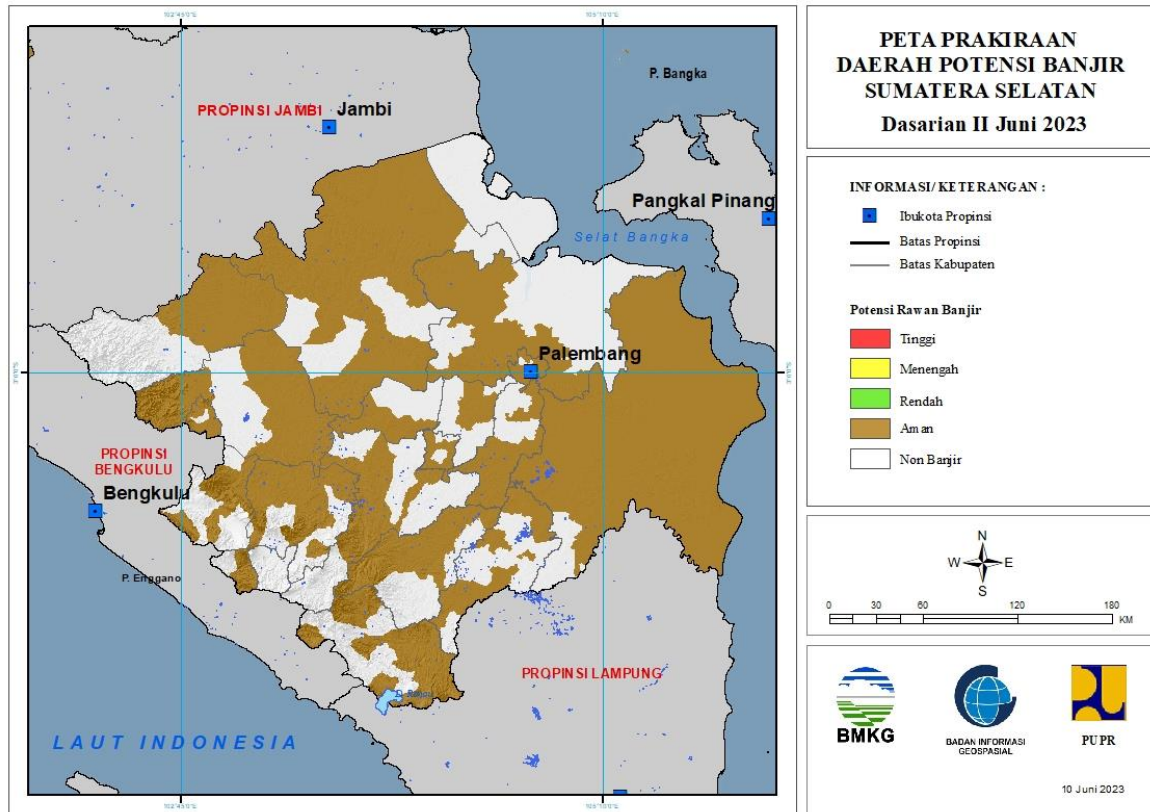 PETA PRAKIRAAN
DAERAH POTENSI BANJIR
SUMATERA SELATAN
Dasarian II Juni 2023
INFORMASI/ KETERANGAN :
Ibukota Propinsi
Batas Propinsi
Batas Kabupaten
Potensi Rawan Banjir
Tinggi
Menengah
Rendah
Aman
Non Banjir
N
W E
S
0 30 60 120 180
KM
BMKG
BADAN INFORMASI
GEOSPASIAL
PUPR
10 Juni 2023
P. Bangka
PROPINSI JAMBI
Jambi
Pangkal Pinang
Selat Bangka
Palembang
PROPINSI
BENGKULU
Bengkulu
P. Enggano
PROPINSI LAMPUNG
LAUT INDONESIA